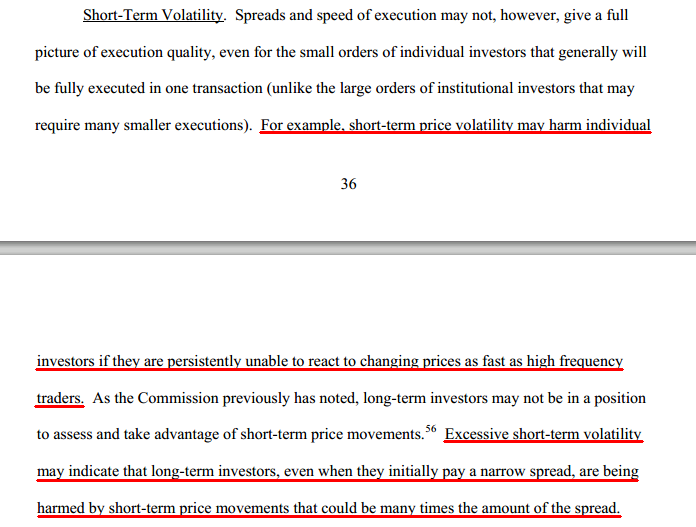 Short-Term Volatility. Spreads and speed of execution may not, however, give a full
picture of execution quality, even for the small orders of individual investors that generally will
be fully executed in one transaction (unlike the large orders of institutional investors that may
require many smaller executions). For example, short-term price volatility may harm individual
36
investors if they are persistently unable to react to changing prices as fast as high frequency
traders. As the Commission previously has noted, long-term investors may not be in a position
to assess and take advantage of short-term price movements.56 Excessive short-term volatility
may indicate that long-term investors, even when they initially pay a narrow spread, are being
harmed by short-term price movements that could be many times the amount of the spread.